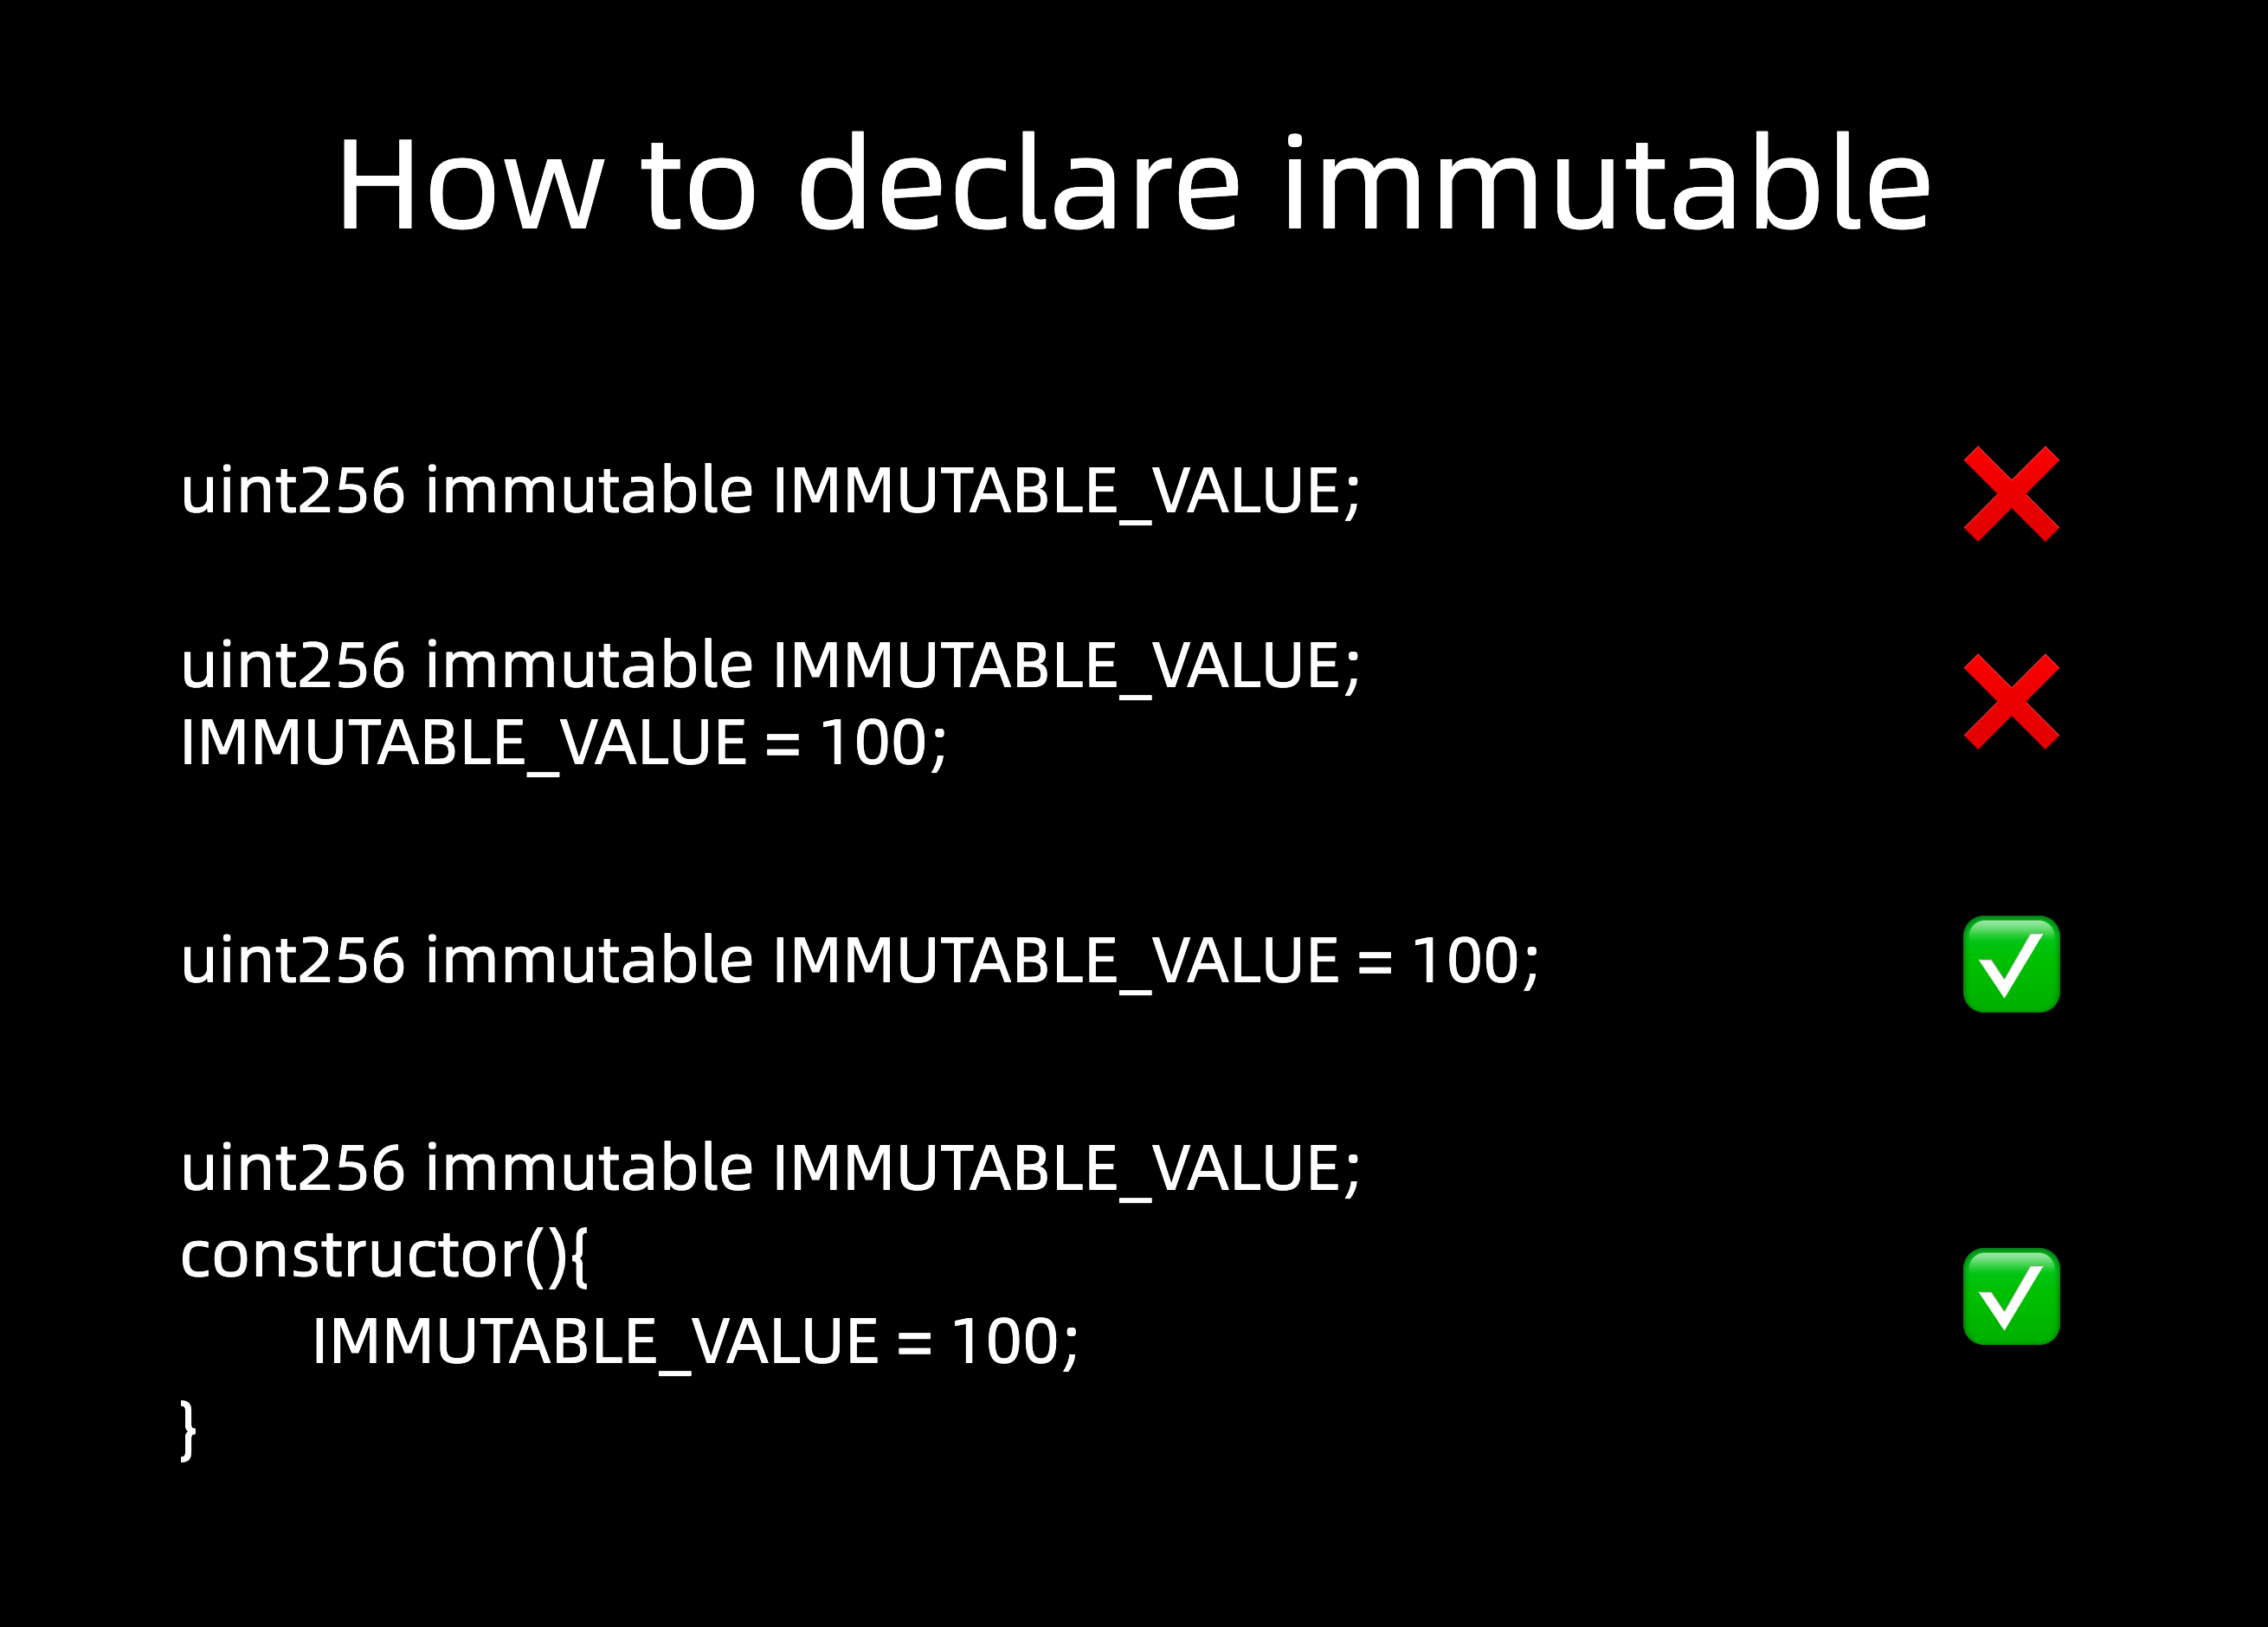 How to declare immutable
uint256 immutable IMMUTABLE_VALUE;
uint256 immutable IMMUTABLE_VALUE;
IMMUTABLE_VALUE = 100;
uint256 immutable IMMUTABLE_VALUE = 100;
uint256 immutable IMMUTABLE_VALUE;
constructor(){
IMMUTABLE_VALUE = 100;
}